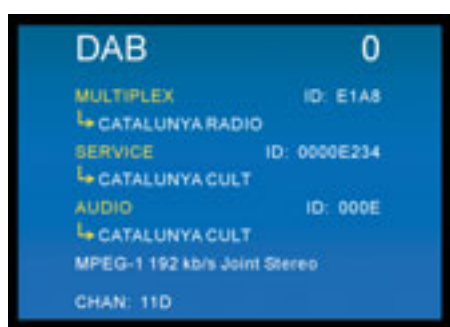 DAB 0
MULTIPLEX ID: E1A8
CATALUNYA RADIO
SERVICE ID: 0000E234
CATALUNYA CULT
AUDIO ID: 000E
CATALUNYA CULT
MPEG-1 192 kb/s Joint Stereo
CHAN: 11D